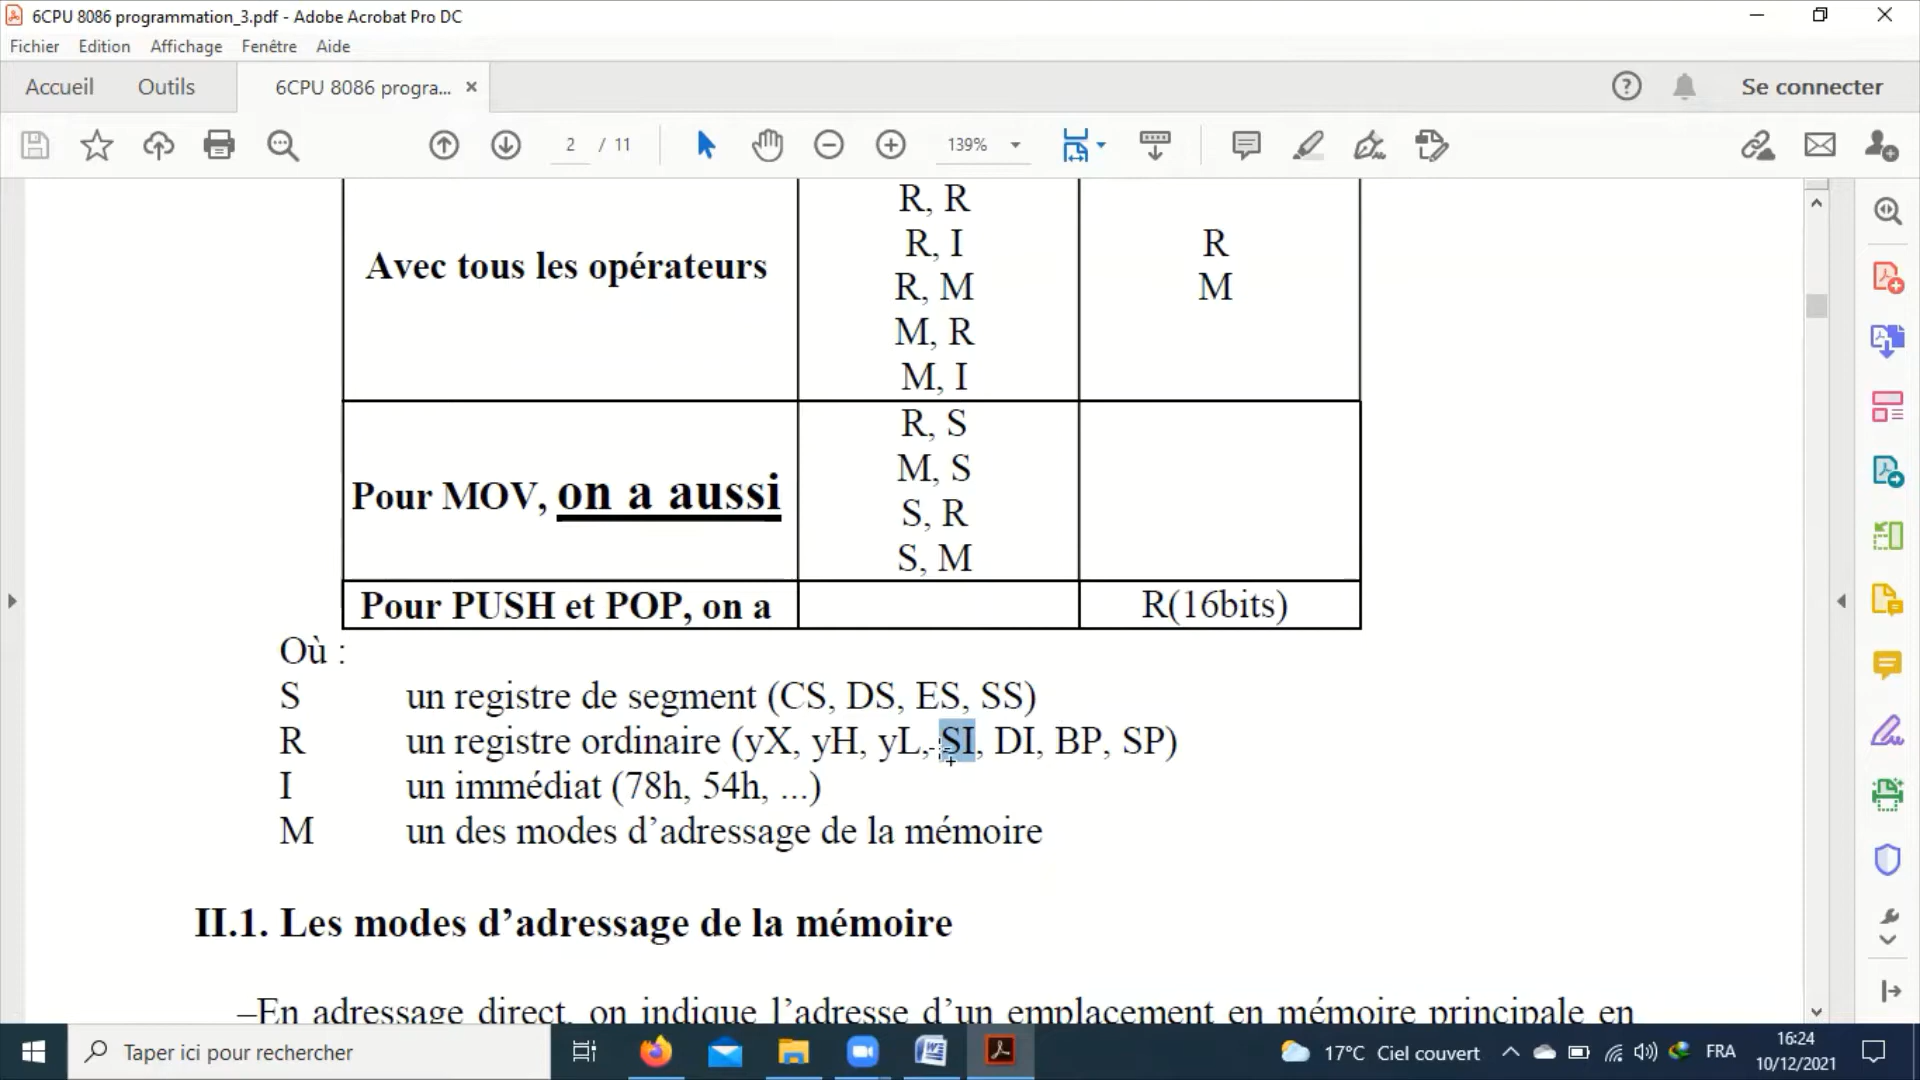 6CPU 8086 programmation_3.pdf - Adobe Acrobat Pro DC
Fichier Edition Affichage Fenêtre Aide
Accueil Outils 6CPU 8086 progra... × Se connecter
2 / 11 139%
R, R
R, I R
Avec tous les opérateurs
R, M M
M, R
M, I
R, S
M, S
Pour MOV, on a aussi
S, R
S, M
Pour PUSH et POP, on a R(16bits)
Où :
S un registre de segment (CS, DS, ES, SS)
R un registre ordinaire (yX, yH, yL, SI, DI, BP, SP)
I un immédiat (78h, 54h, ...)
M un des modes d’adressage de la mémoire
II.1. Les modes d’adressage de la mémoire
–En adressage direct, on indique l’adresse d’un emplacement en mémoire principale en
Taper ici pour rechercher 17°C Ciel couvert FRA 16:24
10/12/2021